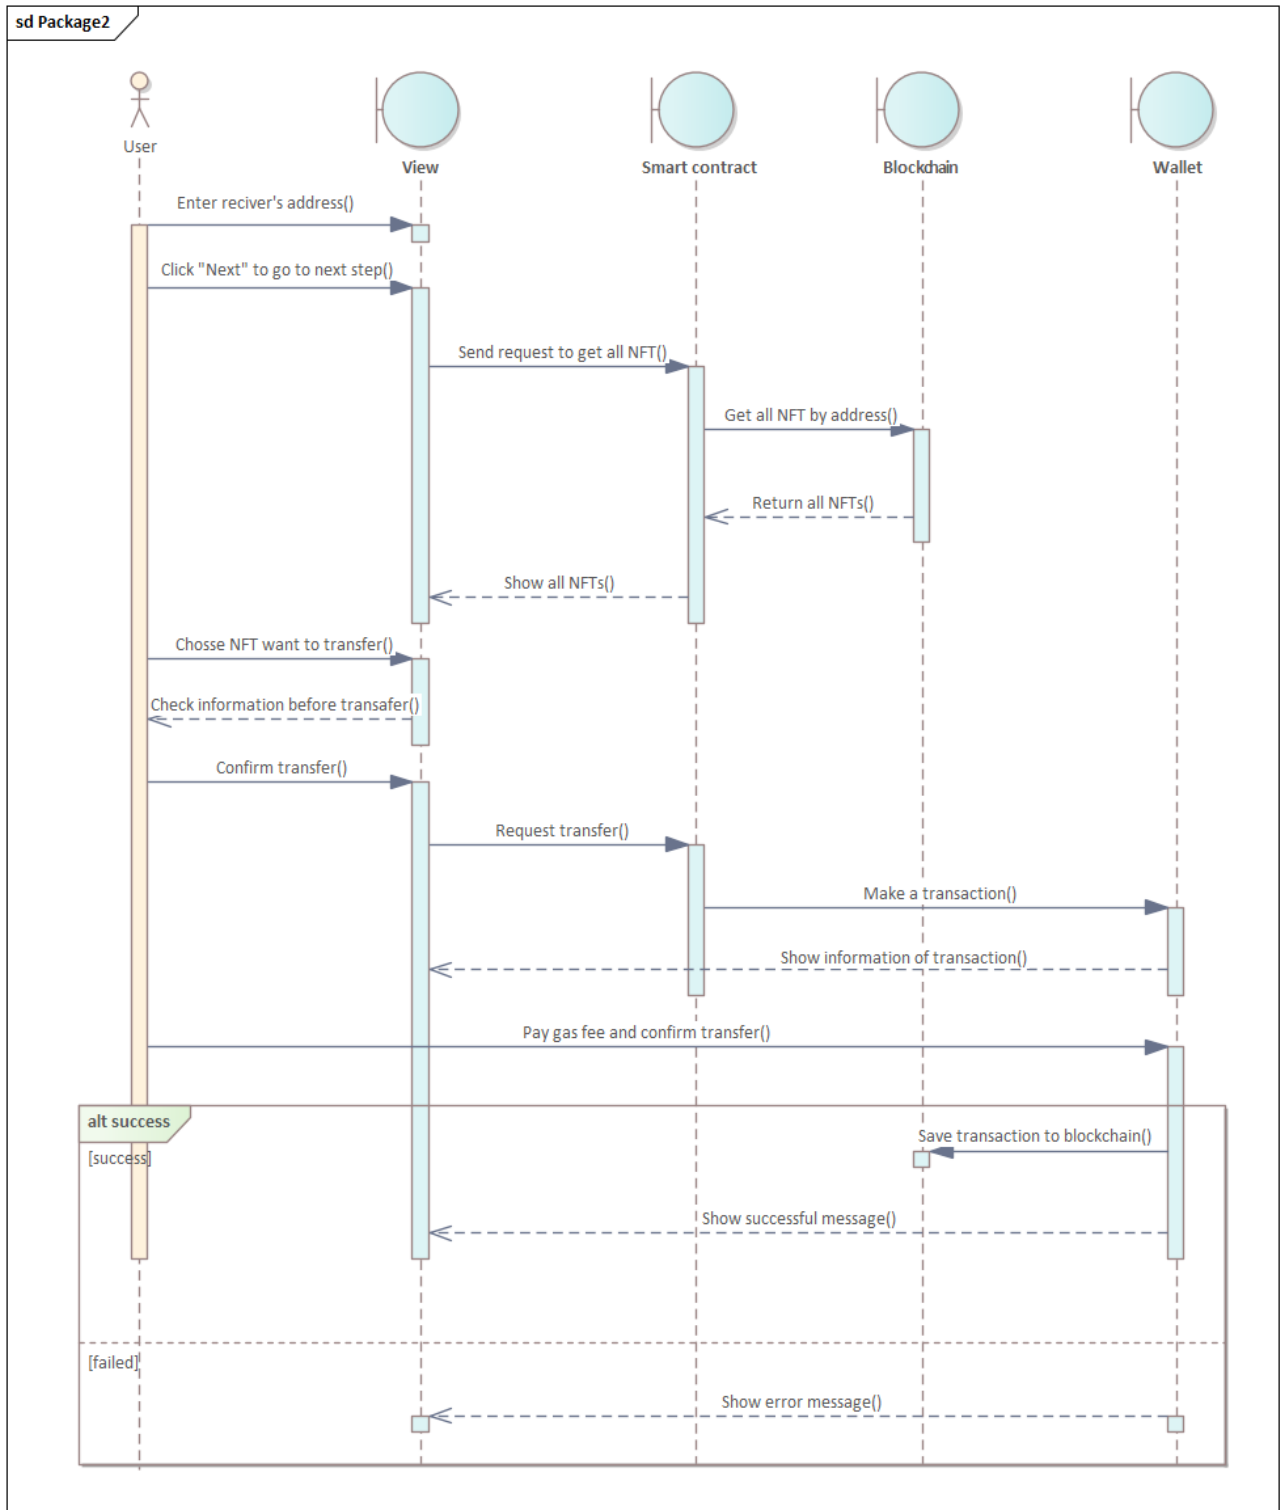 sd Package2
User
View
Smart contract
Blockchain
Wallet
Enter reciver's address()
Click "Next" to go to next step()
Send request to get all NFT()
Get all NFT by address()
Return all NFTs()
Show all NFTs()
Chosse NFT want to transfer()
Check information before transafer()
Confirm transfer()
Request transfer()
Make a transaction()
Show information of transaction()
Pay gas fee and confirm transfer()
alt success
Save transaction to blockchain()
[success]
Show successful message()
[failed]
Show error message()